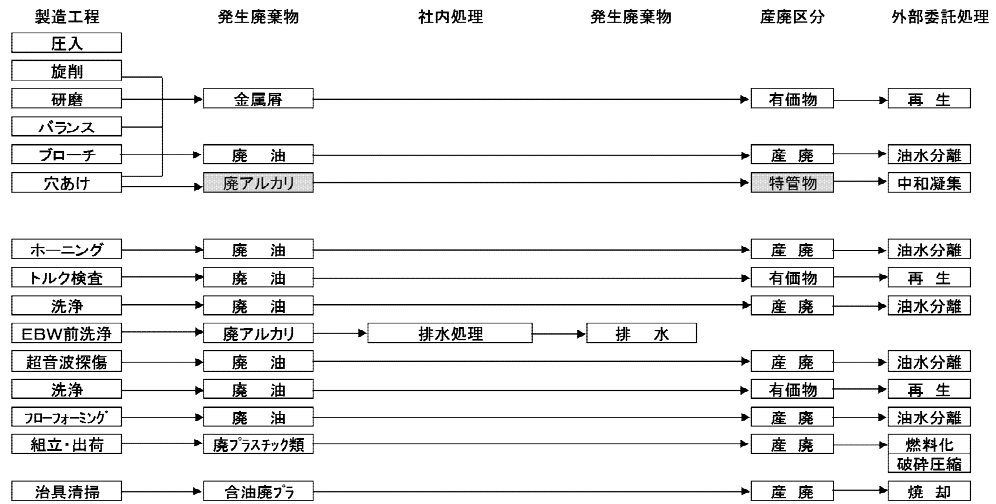 製造工程 発生廃棄物 社内処理 発生廃棄物 産廃区分 外部委託処理
圧入
旋削
研磨 金属屑 有価物 再 生
バランス
ブローチ 廃 油 産 廃 油水分離
穴あけ 廃アルカリ 特管物 中和凝集
ホーニング 廃 油 産 廃 油水分離
トルク検査 廃 油 有価物 再 生
洗浄 廃 油 産 廃 油水分離
EBW前洗浄 廃アルカリ 排水処理 排 水
超音波探傷 廃 油 産 廃 油水分離
洗浄 廃 油 有価物 再 生
フローフォーミング 廃 油 産 廃 油水分離
組立・出荷 廃プラスチック類 産 廃 燃料化
破砕圧縮
治具清掃 含油廃プラ 産 廃 焼 却